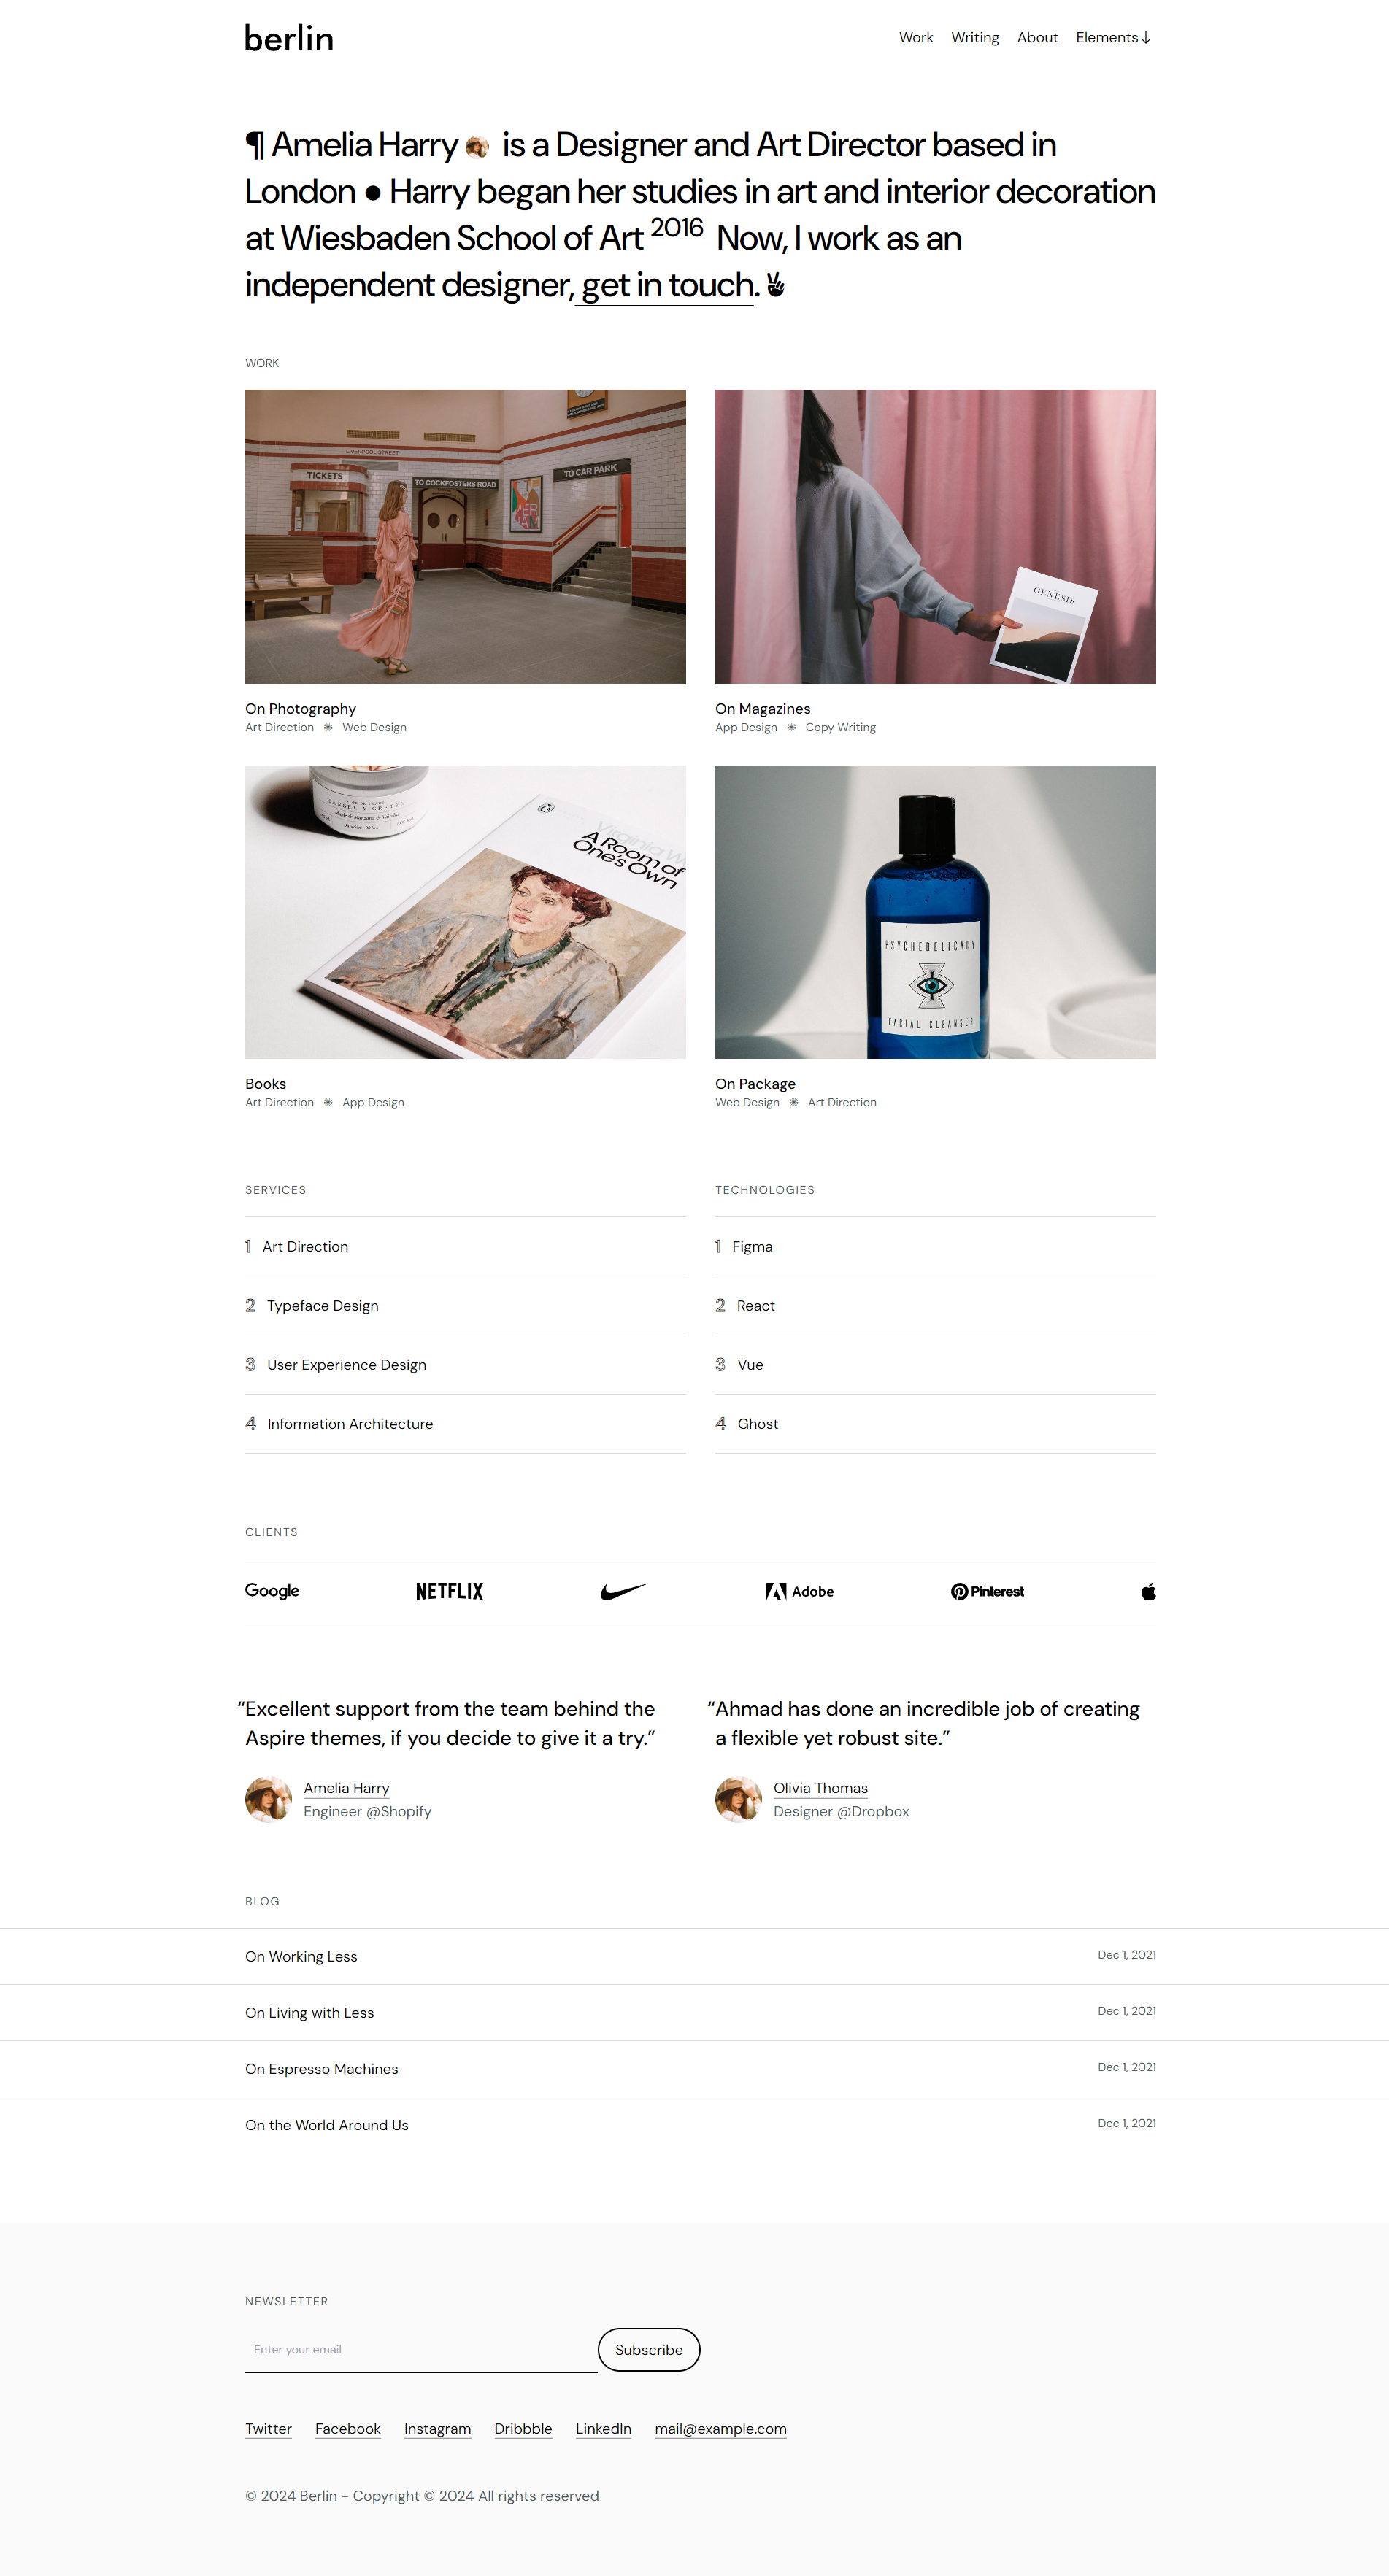 berlin
Work Writing About Elements↓
¶ Amelia Harry is a Designer and Art Director based in
London ● Harry began her studies in art and interior decoration
at Wiesbaden School of Art 2016 Now, I work as an
independent designer, get in touch.✌
WORK
LIVERPOOL STREET
TICKETS
TO COCKFOSTERS ROAD
TO CAR PARK
GENESIS
On Photography
Art Direction ✺ Web Design
On Magazines
App Design ✺ Copy Writing
HANSEL Y GRETEL
A Room of
One's Own
PSYCHEDELICACY
FACIAL CLEANSER
Books
Art Direction ✺ App Design
On Package
Web Design ✺ Art Direction
SERVICES
1 Art Direction
2 Typeface Design
3 User Experience Design
4 Information Architecture
TECHNOLOGIES
1 Figma
2 React
3 Vue
4 Ghost
CLIENTS
Google NETFLIX Adobe Pinterest
“Excellent support from the team behind the
Aspire themes, if you decide to give it a try.”
Amelia Harry
Engineer @Shopify
“Ahmad has done an incredible job of creating
a flexible yet robust site.”
Olivia Thomas
Designer @Dropbox
BLOG
On Working Less Dec 1, 2021
On Living with Less Dec 1, 2021
On Espresso Machines Dec 1, 2021
On the World Around Us Dec 1, 2021
NEWSLETTER
Enter your email Subscribe
Twitter Facebook Instagram Dribbble LinkedIn mail@example.com
© 2024 Berlin - Copyright © 2024 All rights reserved